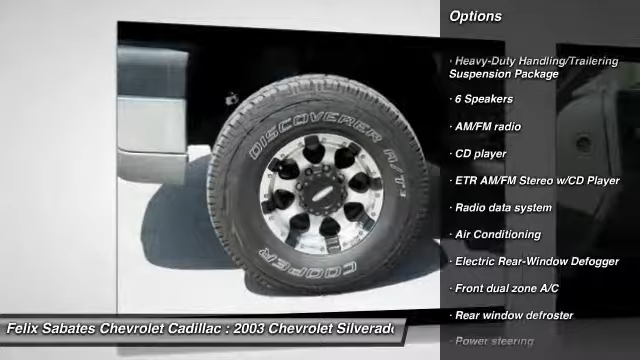 Options
· Heavy-Duty Handling/Trailering
Suspension Package
· 6 Speakers
· AM/FM radio
· CD player
· ETR AM/FM Stereo w/CD Player
· Radio data system
· Air Conditioning
· Electric Rear-Window Defogger
· Front dual zone A/C
· Rear window defroster
· Power steering
DISCOVERER A/T³
COOPER
Felix Sabates Chevrolet Cadillac : 2003 Chevrolet Silverado